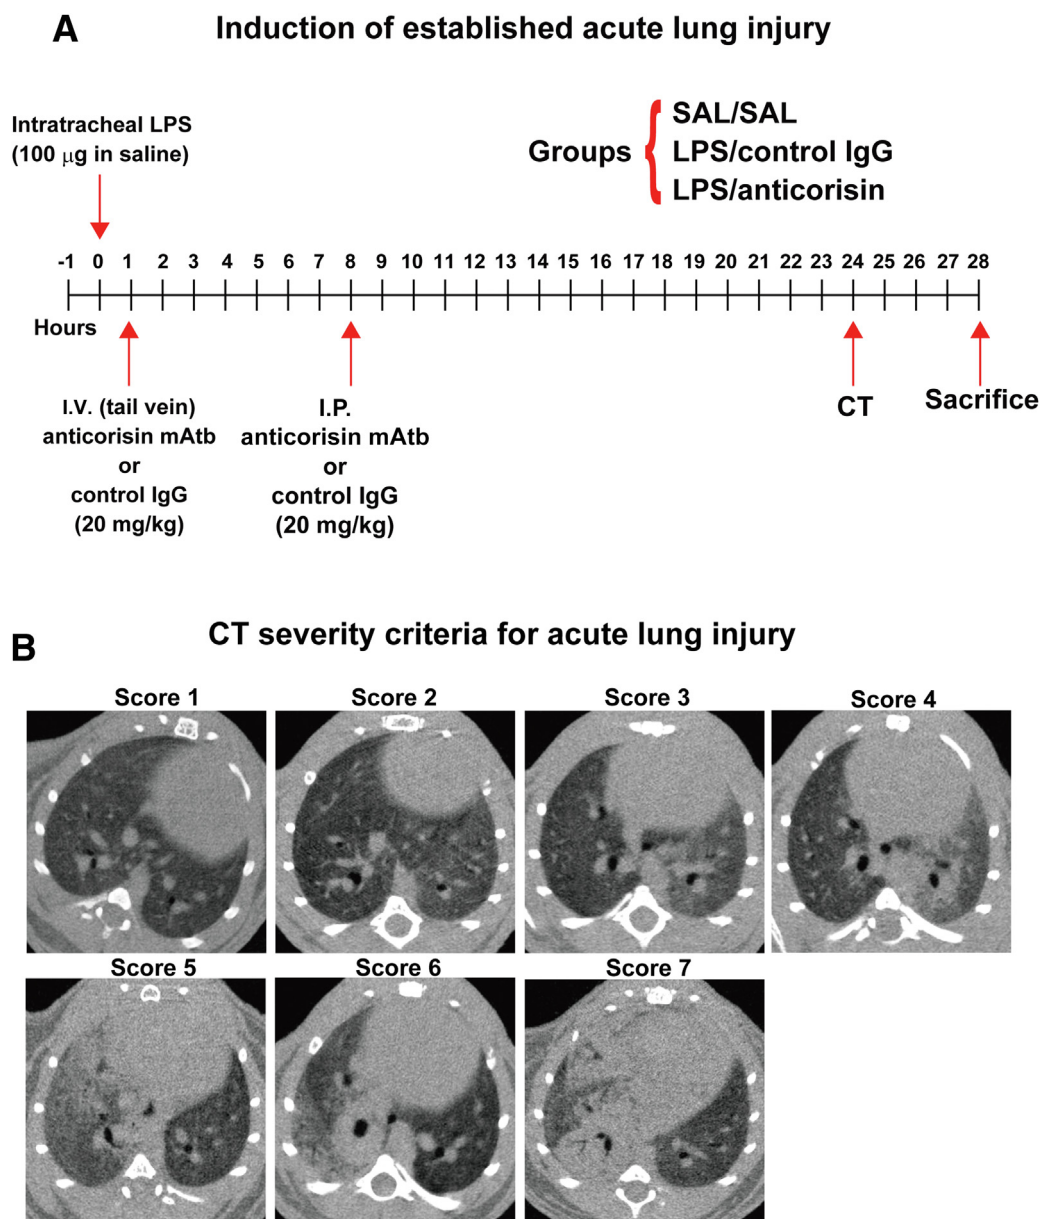 A
Induction of established acute lung injury
Intratracheal LPS
(100 μg in saline)
Groups
SAL/SAL
LPS/control IgG
LPS/anticorisin
-1 0 1 2 3 4 5 6 7 8 9 10 11 12 13 14 15 16 17 18 19 20 21 22 23 24 25 26 27 28
Hours
I.V. (tail vein)
anticorisin mAtb
or
control IgG
(20 mg/kg)
I.P.
anticorisin mAtb
or
control IgG
(20 mg/kg)
CT
Sacrifice
B
CT severity criteria for acute lung injury
Score 1
Score 2
Score 3
Score 4
Score 5
Score 6
Score 7